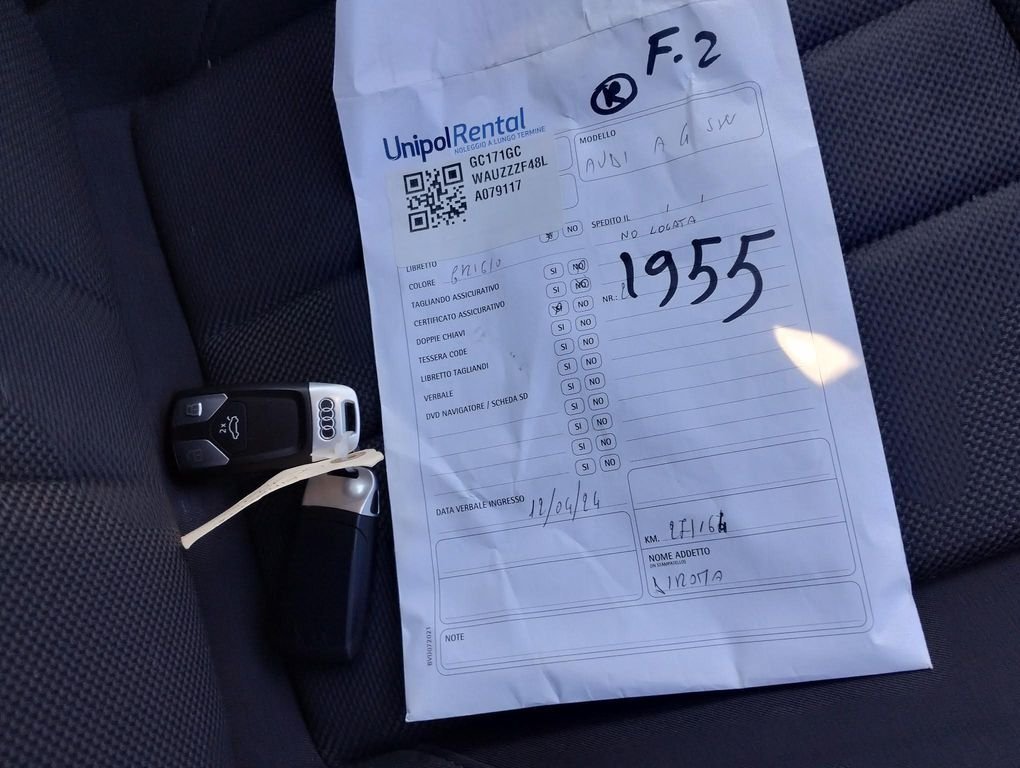 F.2
R
UnipolRental
NOLEGGIO A LUNGO TERMINE
MODELLO
AUDI A 4 SW
GC171GC
WAUZZZF48L
A079117
SI NO
SPEDITO IL / /
NO LOCATA
LIBRETTO
COLORE GRIGIO
SI NO
TAGLIANDO ASSICURATIVO
SI NO
NR.:
1955
CERTIFICATO ASSICURATIVO
SI NO
DOPPIE CHIAVI
SI NO
TESSERA CODE
SI NO
LIBRETTO TAGLIANDI
SI NO
VERBALE
SI NO
DVD NAVIGATORE / SCHEDA SD
SI NO
SI NO
SI NO
SI NO
2x
DATA VERBALE INGRESSO 12/04/24
KM.
NOME ADDETTO
(IN STAMPATELLO)
NOTE
BVU072021